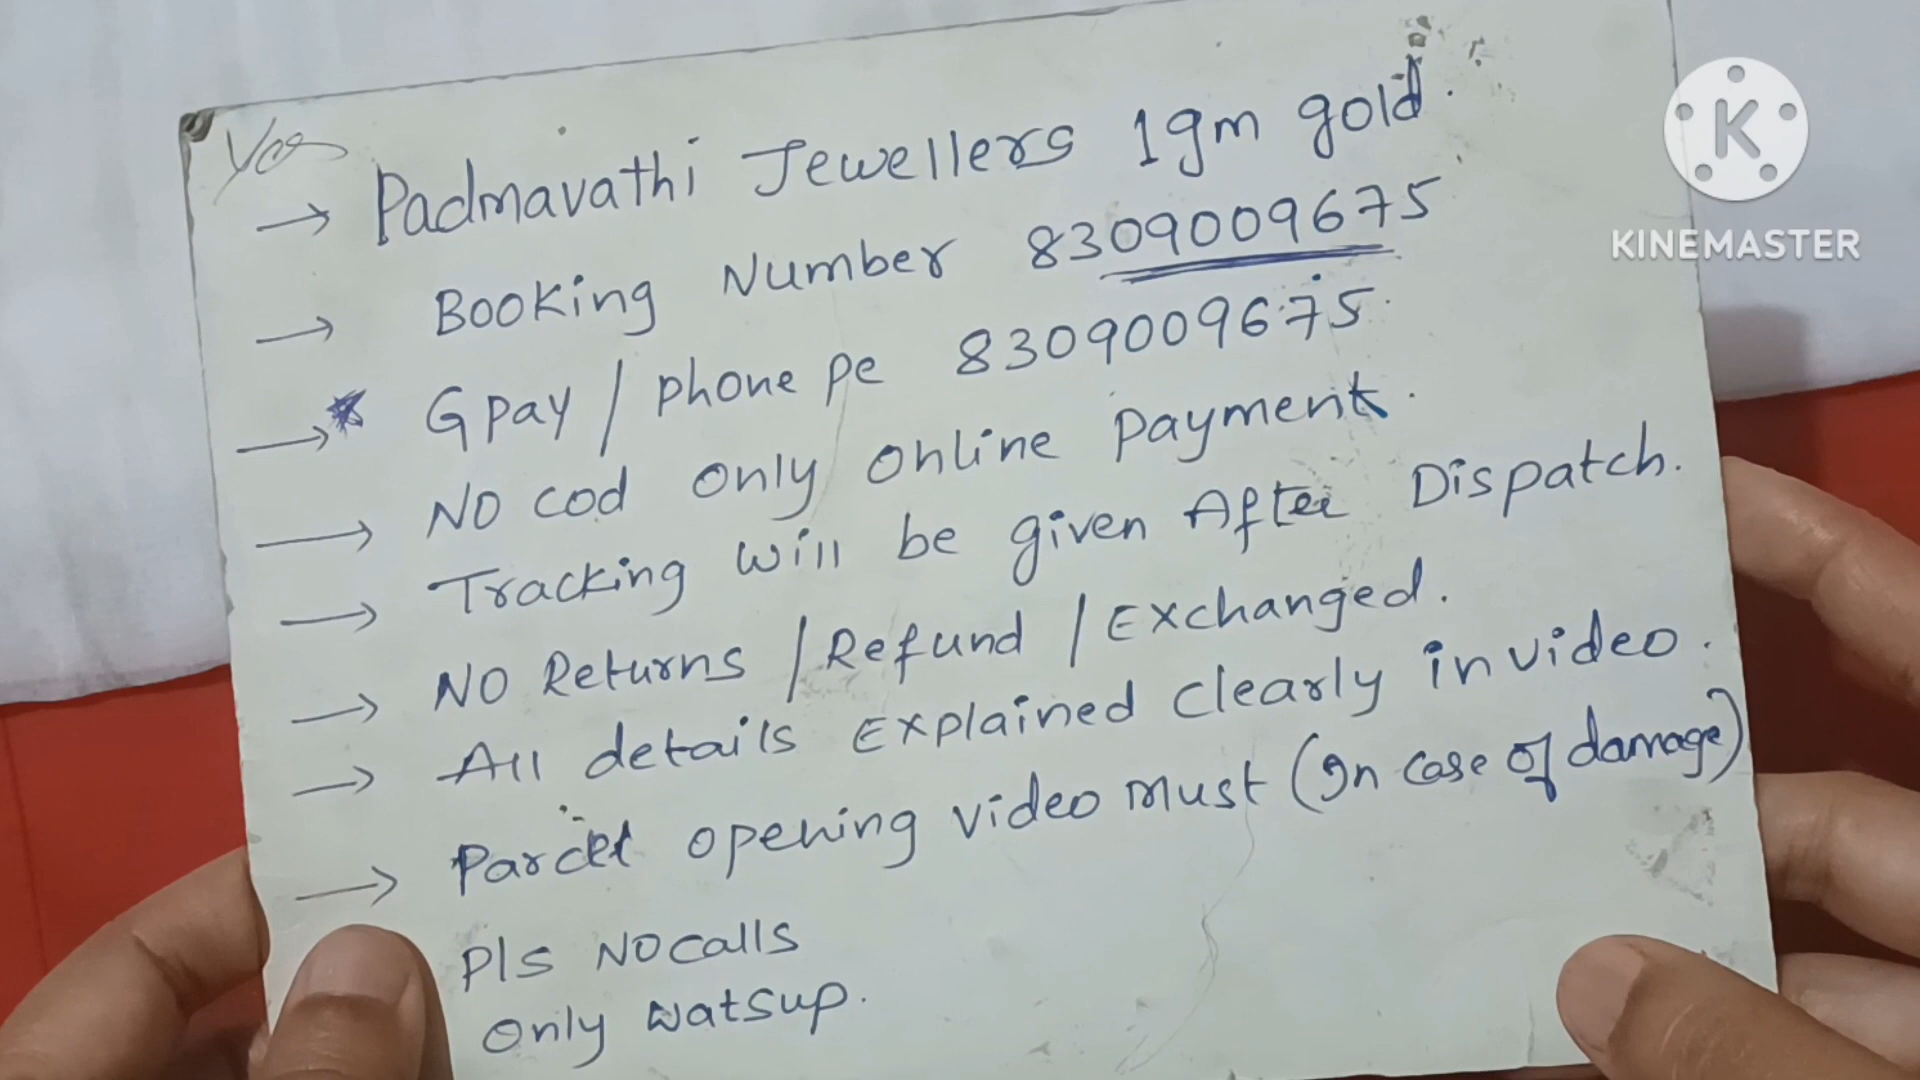 Yes
Padmavathi Jewellers 1gm gold.
Booking Number 8309009675
Gpay / phone pe 8309009675
NO cod only online payment.
Tracking will be given After Dispatch.
NO Returns / Refund / Exchanged.
All details Explained clearly in video.
Parcel opening video must (In case of damage)
Pls NO calls
Only watsup.
K
KINEMASTER